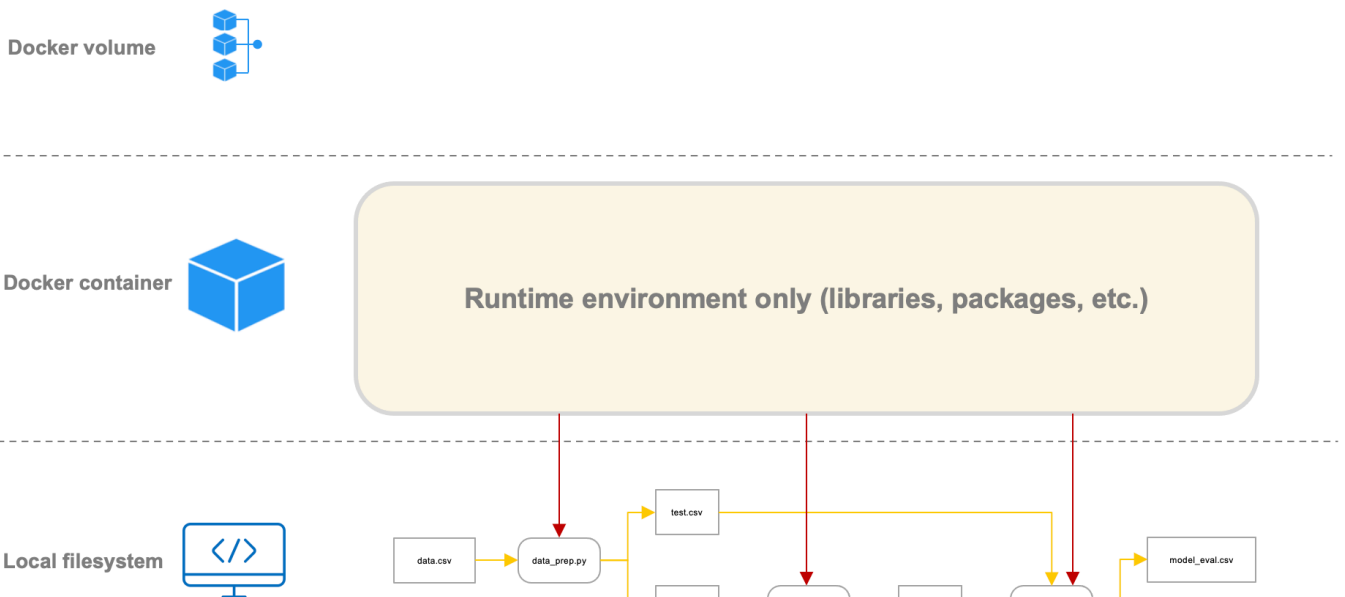 Docker volume
Docker container
Runtime environment only (libraries, packages, etc.)
test.csv
Local filesystem
</>
data.csv
data_prep.py
model_eval.csv